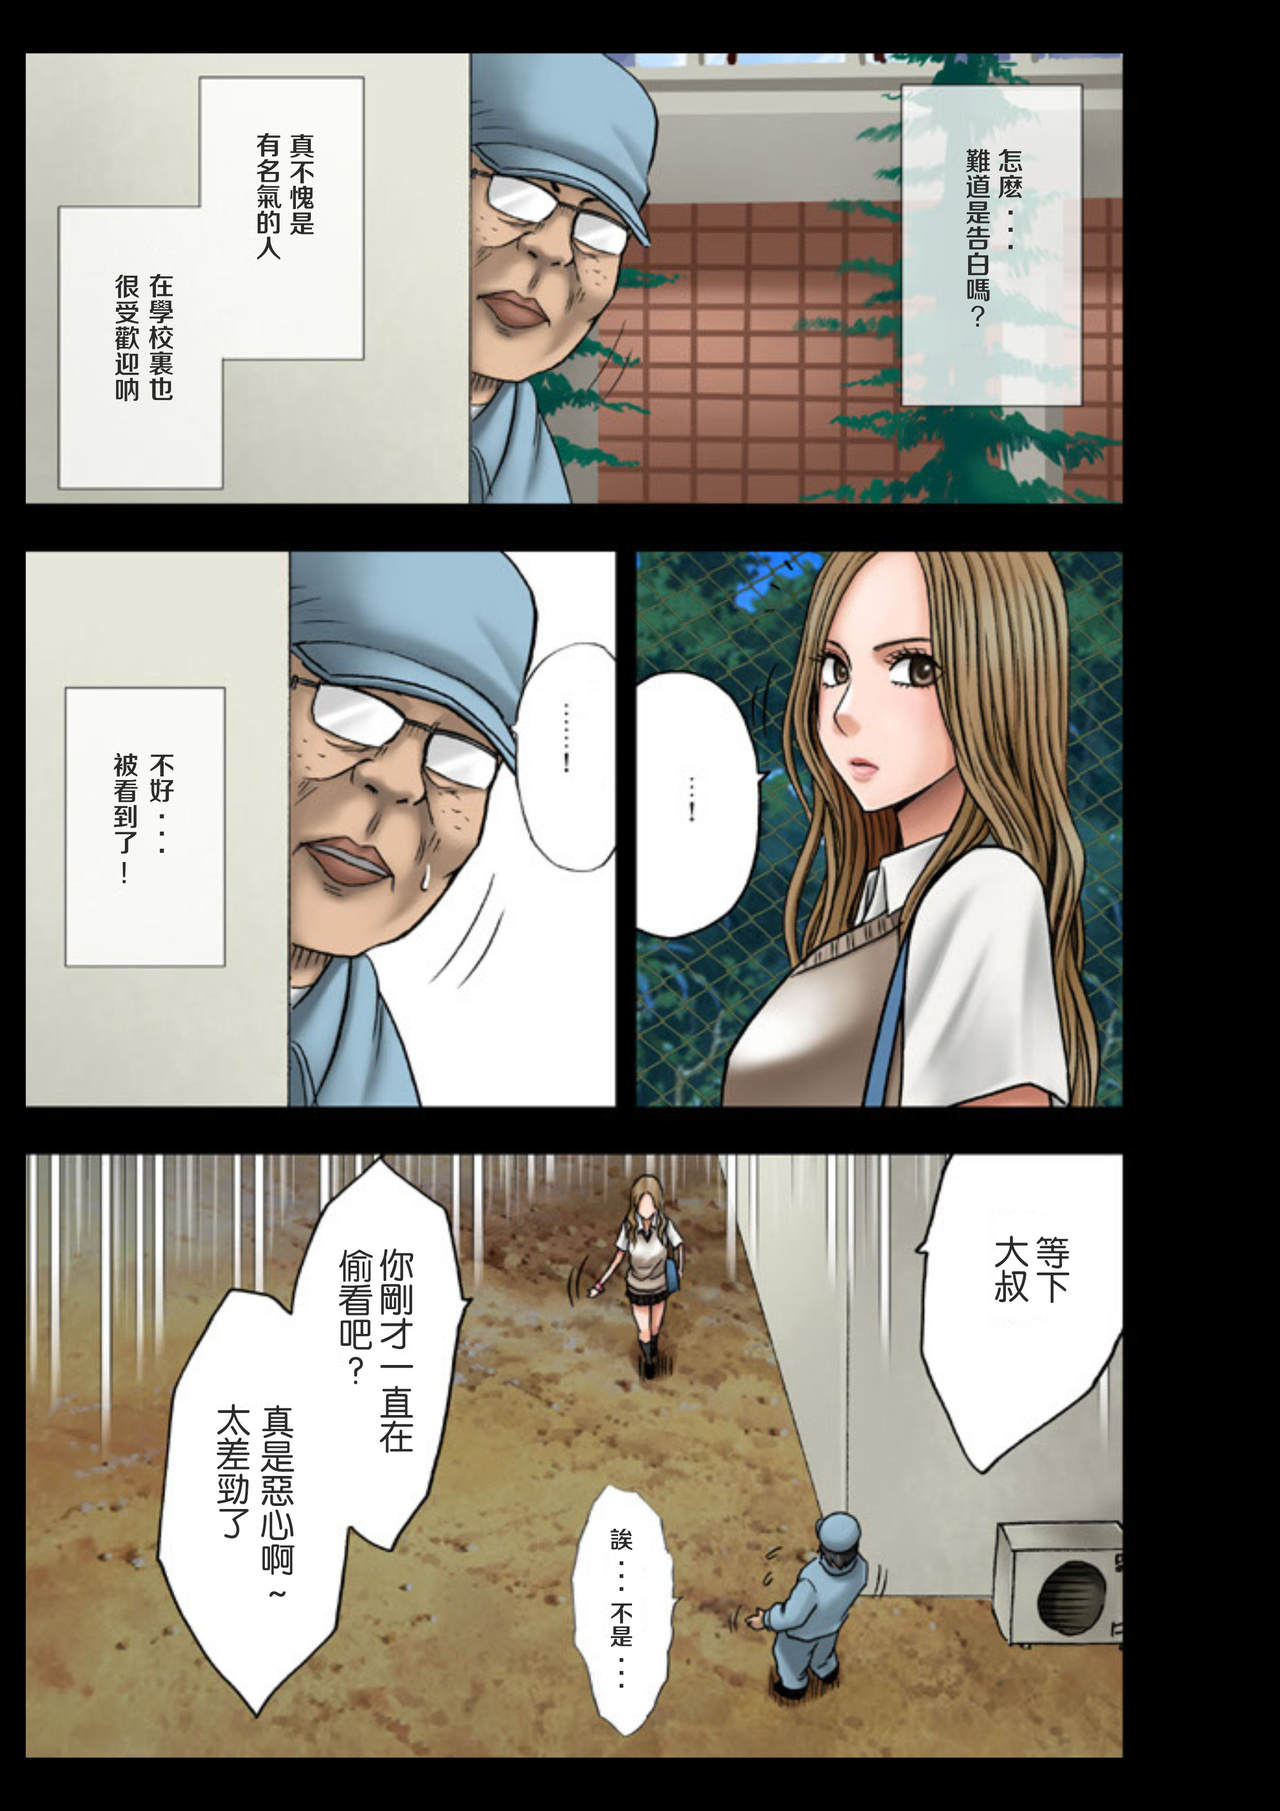 怎麼・・・
難道是告白嗎？
真不愧是
有名氣的人
在學校裏也
很受歡迎呐
…！
……！
不好・・・
被看到了！
等下
大叔
你剛才一直在
偷看吧？
真是惡心啊~
太差勁了
誒・・・不是・・・